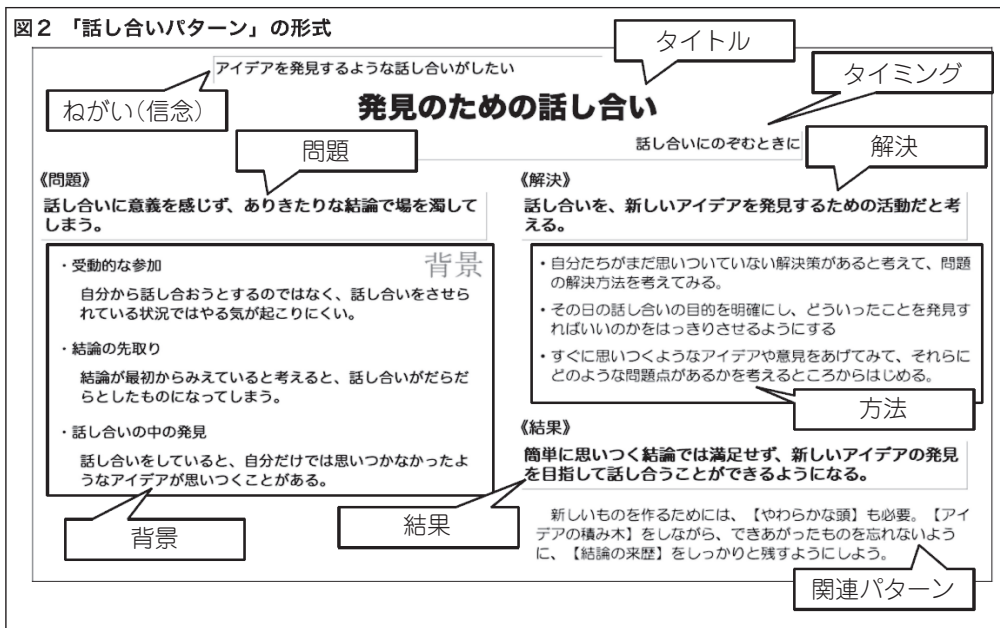 図2 「話し合いパターン」の形式
タイトル
アイデアを発見するような話し合いがしたい
タイミング
ねがい(信念)
発見のための話し合い
話し合いにのぞむときに
問題
解決
《問題》
話し合いに意義を感じず、ありきたりな結論で場を濁して
しまう。
背景
・受動的な参加
自分から話し合おうとするのではなく、話し合いをさせら
れている状況ではやる気が起こりにくい。
・結論の先取り
結論が最初からみえていると考えると、話し合いがだらだ
らとしたものになってしまう。
・話し合いの中の発見
話し合いをしていると、自分だけでは思いつかなかったよ
うなアイデアが思いつくことがある。
背景
《解決》
話し合いを、新しいアイデアを発見するための活動だと考
える。
・自分たちがまだ思いついていない解決策があると考えて、問題
の解決方法を考えてみる。
・その日の話し合いの目的を明確にし、どういったことを発見す
ればいいのかをはっきりさせるようにする
・すぐに思いつくようなアイデアや意見をあげてみて、それらに
どのような問題点があるかを考えるところからはじめる。
方法
《結果》
簡単に思いつく結論では満足せず、新しいアイデアの発見
を目指して話し合うことができるようになる。
結果
新しいものを作るためには、【やわらかな頭】も必要。【アイ
デアの積み木】をしながら、できあがったものを忘れないよう
に、【結論の来歴】をしっかりと残すようにしよう。
関連パターン